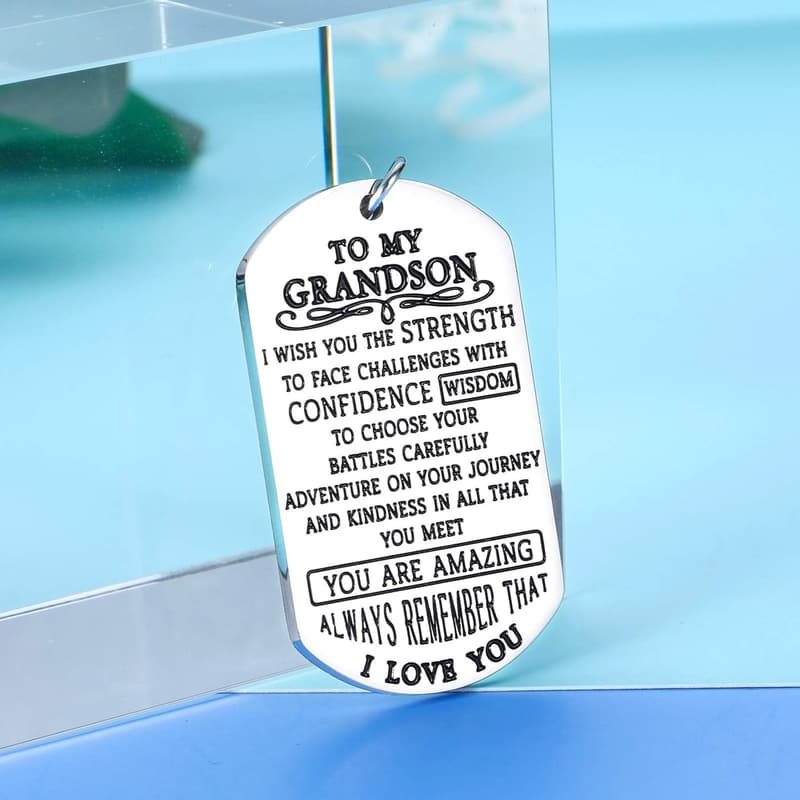 TO MY
GRANDSON
I WISH YOU THE STRENGTH
TO FACE CHALLENGES WITH
CONFIDENCE WISDOM
TO CHOOSE YOUR
BATTLES CAREFULLY
ADVENTURE ON YOUR JOURNEY
AND KINDNESS IN ALL THAT
YOU MEET
YOU ARE AMAZING
ALWAYS REMEMBER THAT
I LOVE YOU